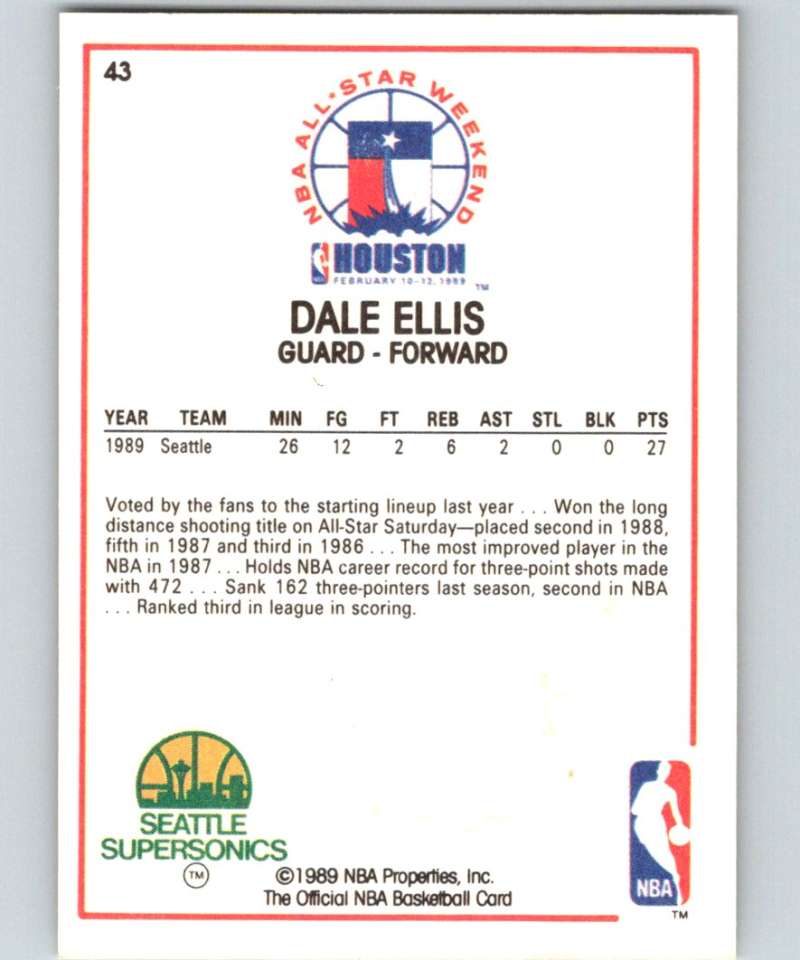 43
NBA ALL★STAR WEEKEND
NBA HOUSTON
FEBRUARY 10-12, 1989
TM
DALE ELLIS
GUARD - FORWARD
YEAR TEAM MIN FG FT REB AST STL BLK PTS
1989 Seattle 26 12 2 6 2 0 0 27
Voted by the fans to the starting lineup last year . . . Won the long
distance shooting title on All-Star Saturday—placed second in 1988,
fifth in 1987 and third in 1986 . . . The most improved player in the
NBA in 1987 . . . Holds NBA career record for three-point shots made
with 472 . . . Sank 162 three-pointers last season, second in NBA
. . . Ranked third in league in scoring.
SEATTLE
SUPERSONICS
TM
©1989 NBA Properties, Inc.
The Official NBA Basketball Card
NBA
TM